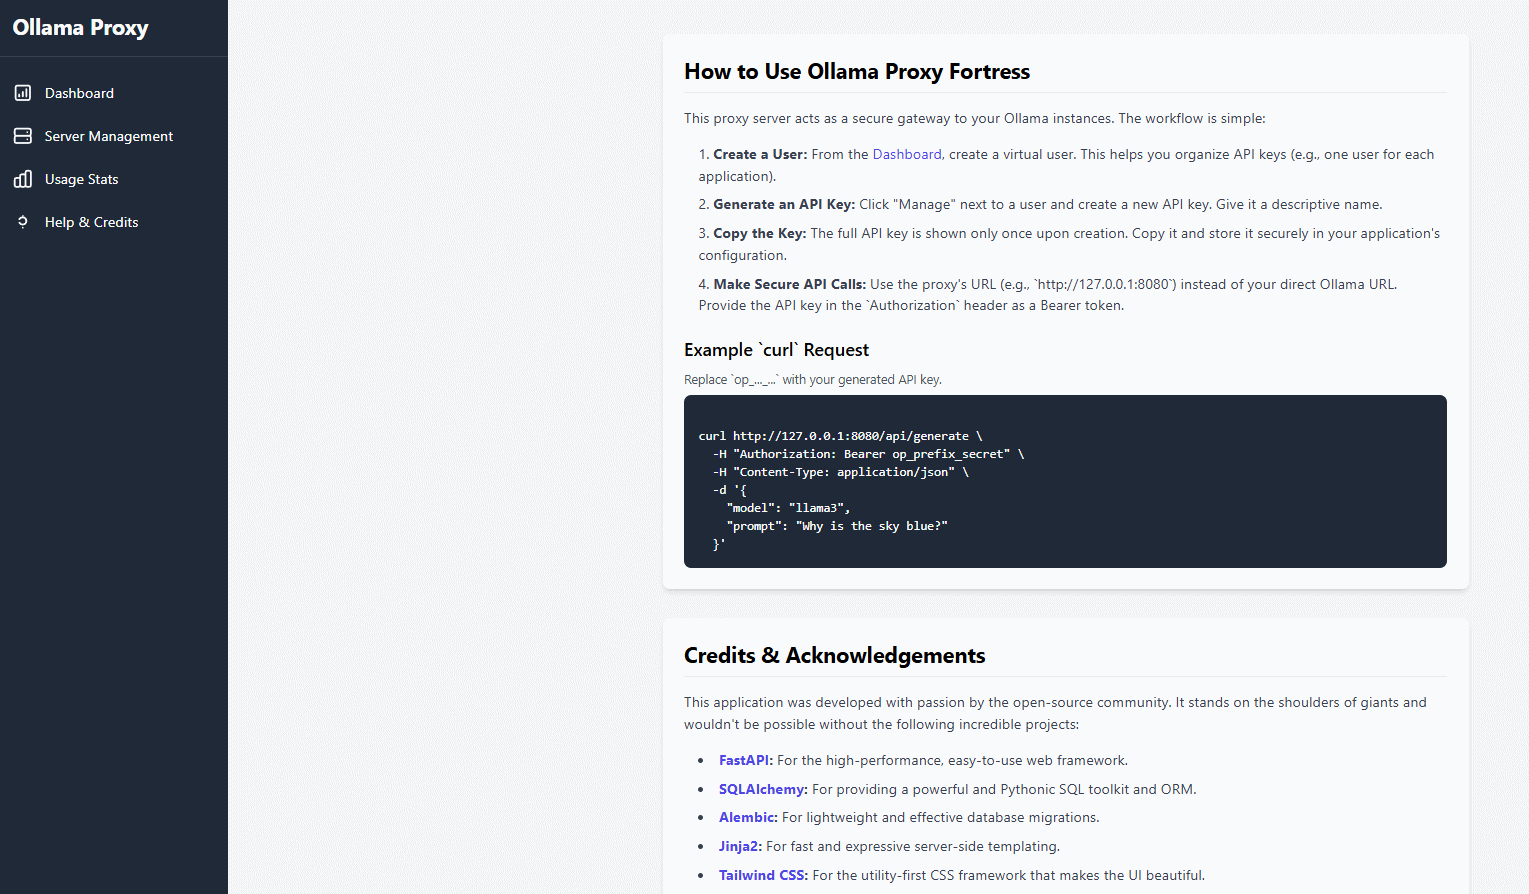 Ollama Proxy
Dashboard
Server Management
Usage Stats
Help & Credits
How to Use Ollama Proxy Fortress
This proxy server acts as a secure gateway to your Ollama instances. The workflow is simple:
1. Create a User: From the Dashboard, create a virtual user. This helps you organize API keys (e.g., one user for each
application).
2. Generate an API Key: Click "Manage" next to a user and create a new API key. Give it a descriptive name.
3. Copy the Key: The full API key is shown only once upon creation. Copy it and store it securely in your application's
configuration.
4. Make Secure API Calls: Use the proxy's URL (e.g., `http://127.0.0.1:8080`) instead of your direct Ollama URL.
Provide the API key in the `Authorization` header as a Bearer token.
Example `curl` Request
Replace `op_..._...` with your generated API key.
curl http://127.0.0.1:8080/api/generate \
  -H "Authorization: Bearer op_prefix_secret" \
  -H "Content-Type: application/json" \
  -d '{
    "model": "llama3",
    "prompt": "Why is the sky blue?"
  }'
Credits & Acknowledgements
This application was developed with passion by the open-source community. It stands on the shoulders of giants and
wouldn't be possible without the following incredible projects:
• FastAPI: For the high-performance, easy-to-use web framework.
• SQLAlchemy: For providing a powerful and Pythonic SQL toolkit and ORM.
• Alembic: For lightweight and effective database migrations.
• Jinja2: For fast and expressive server-side templating.
• Tailwind CSS: For the utility-first CSS framework that makes the UI beautiful.